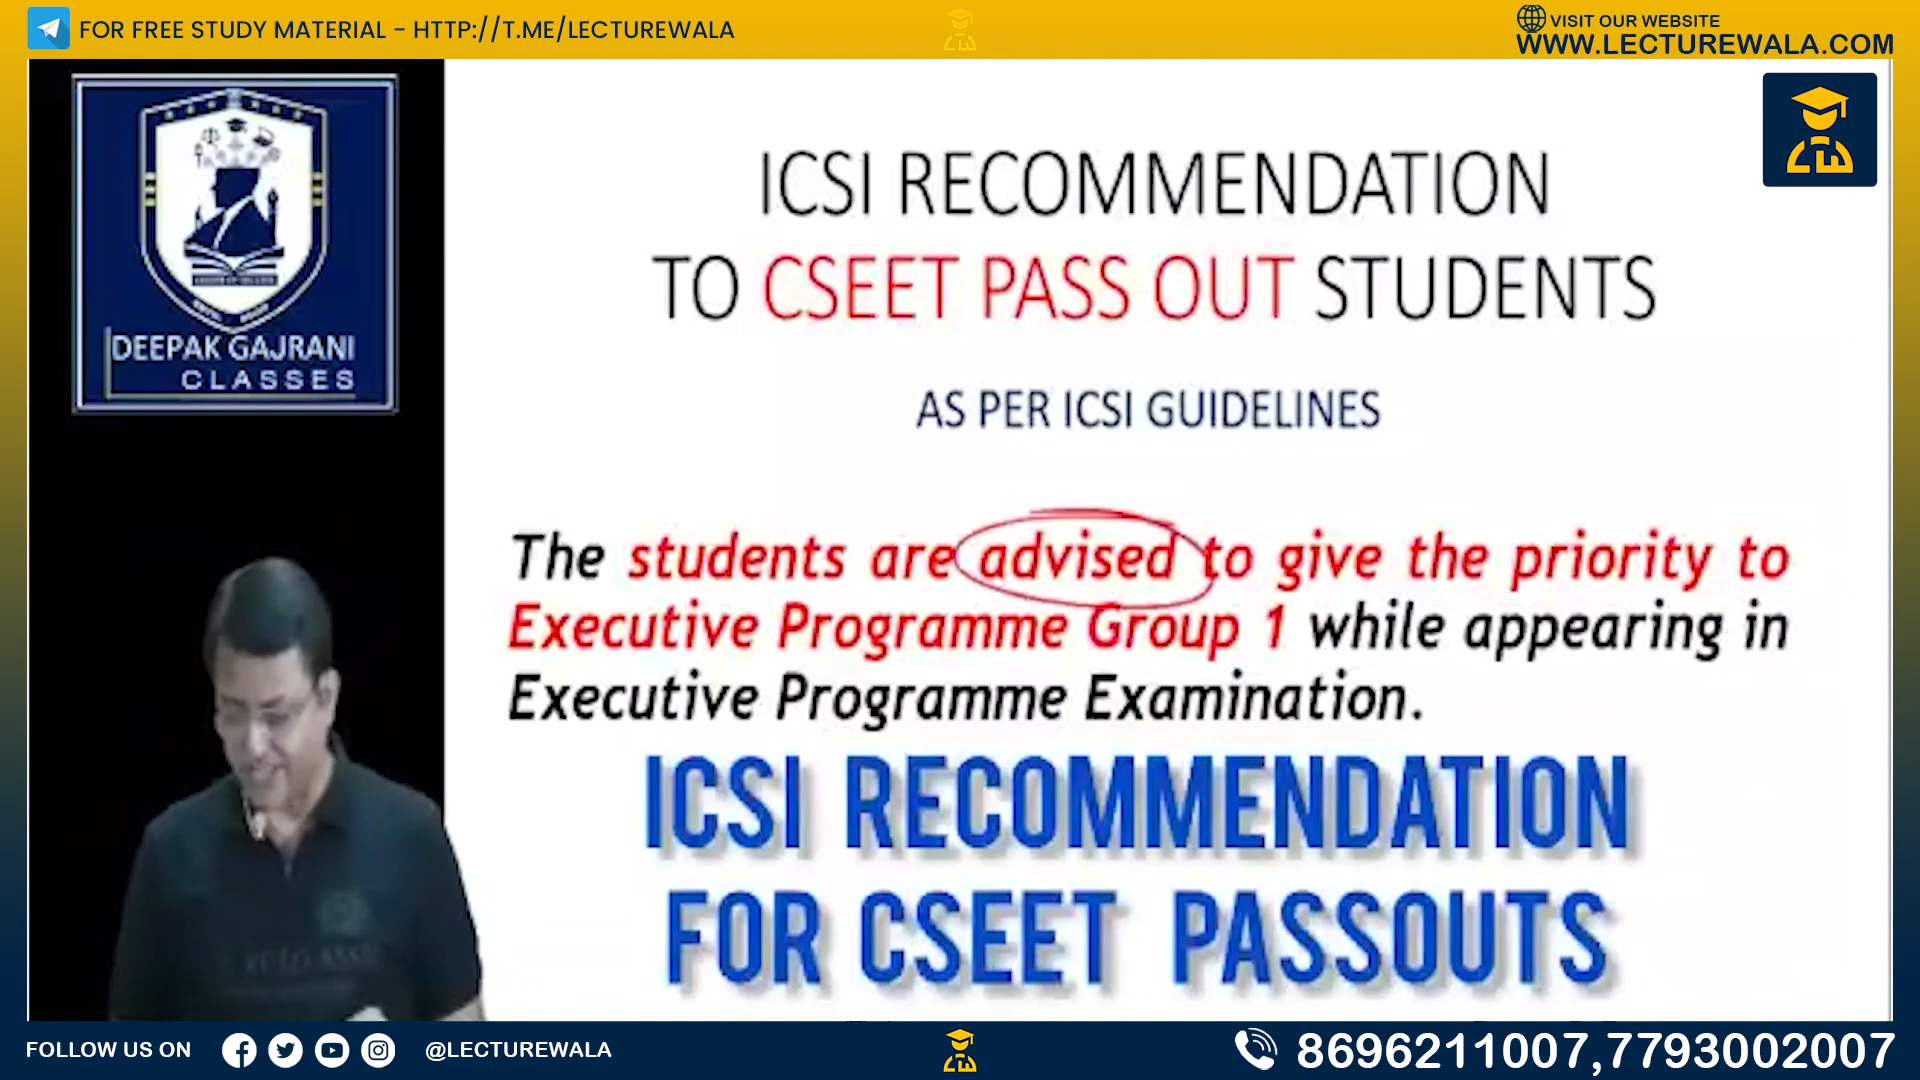 FOR FREE STUDY MATERIAL - HTTP://T.ME/LECTUREWALA
VISIT OUR WEBSITE
WWW.LECTUREWALA.COM
DEEPAK GAJRANI
CLASSES
ICSI RECOMMENDATION
TO CSEET PASS OUT STUDENTS
AS PER ICSI GUIDELINES
The students are advised to give the priority to
Executive Programme Group 1 while appearing in
Executive Programme Examination.
ICSI RECOMMENDATION
FOR CSEET PASSOUTS
FOLLOW US ON
@LECTUREWALA
8696211007,7793002007